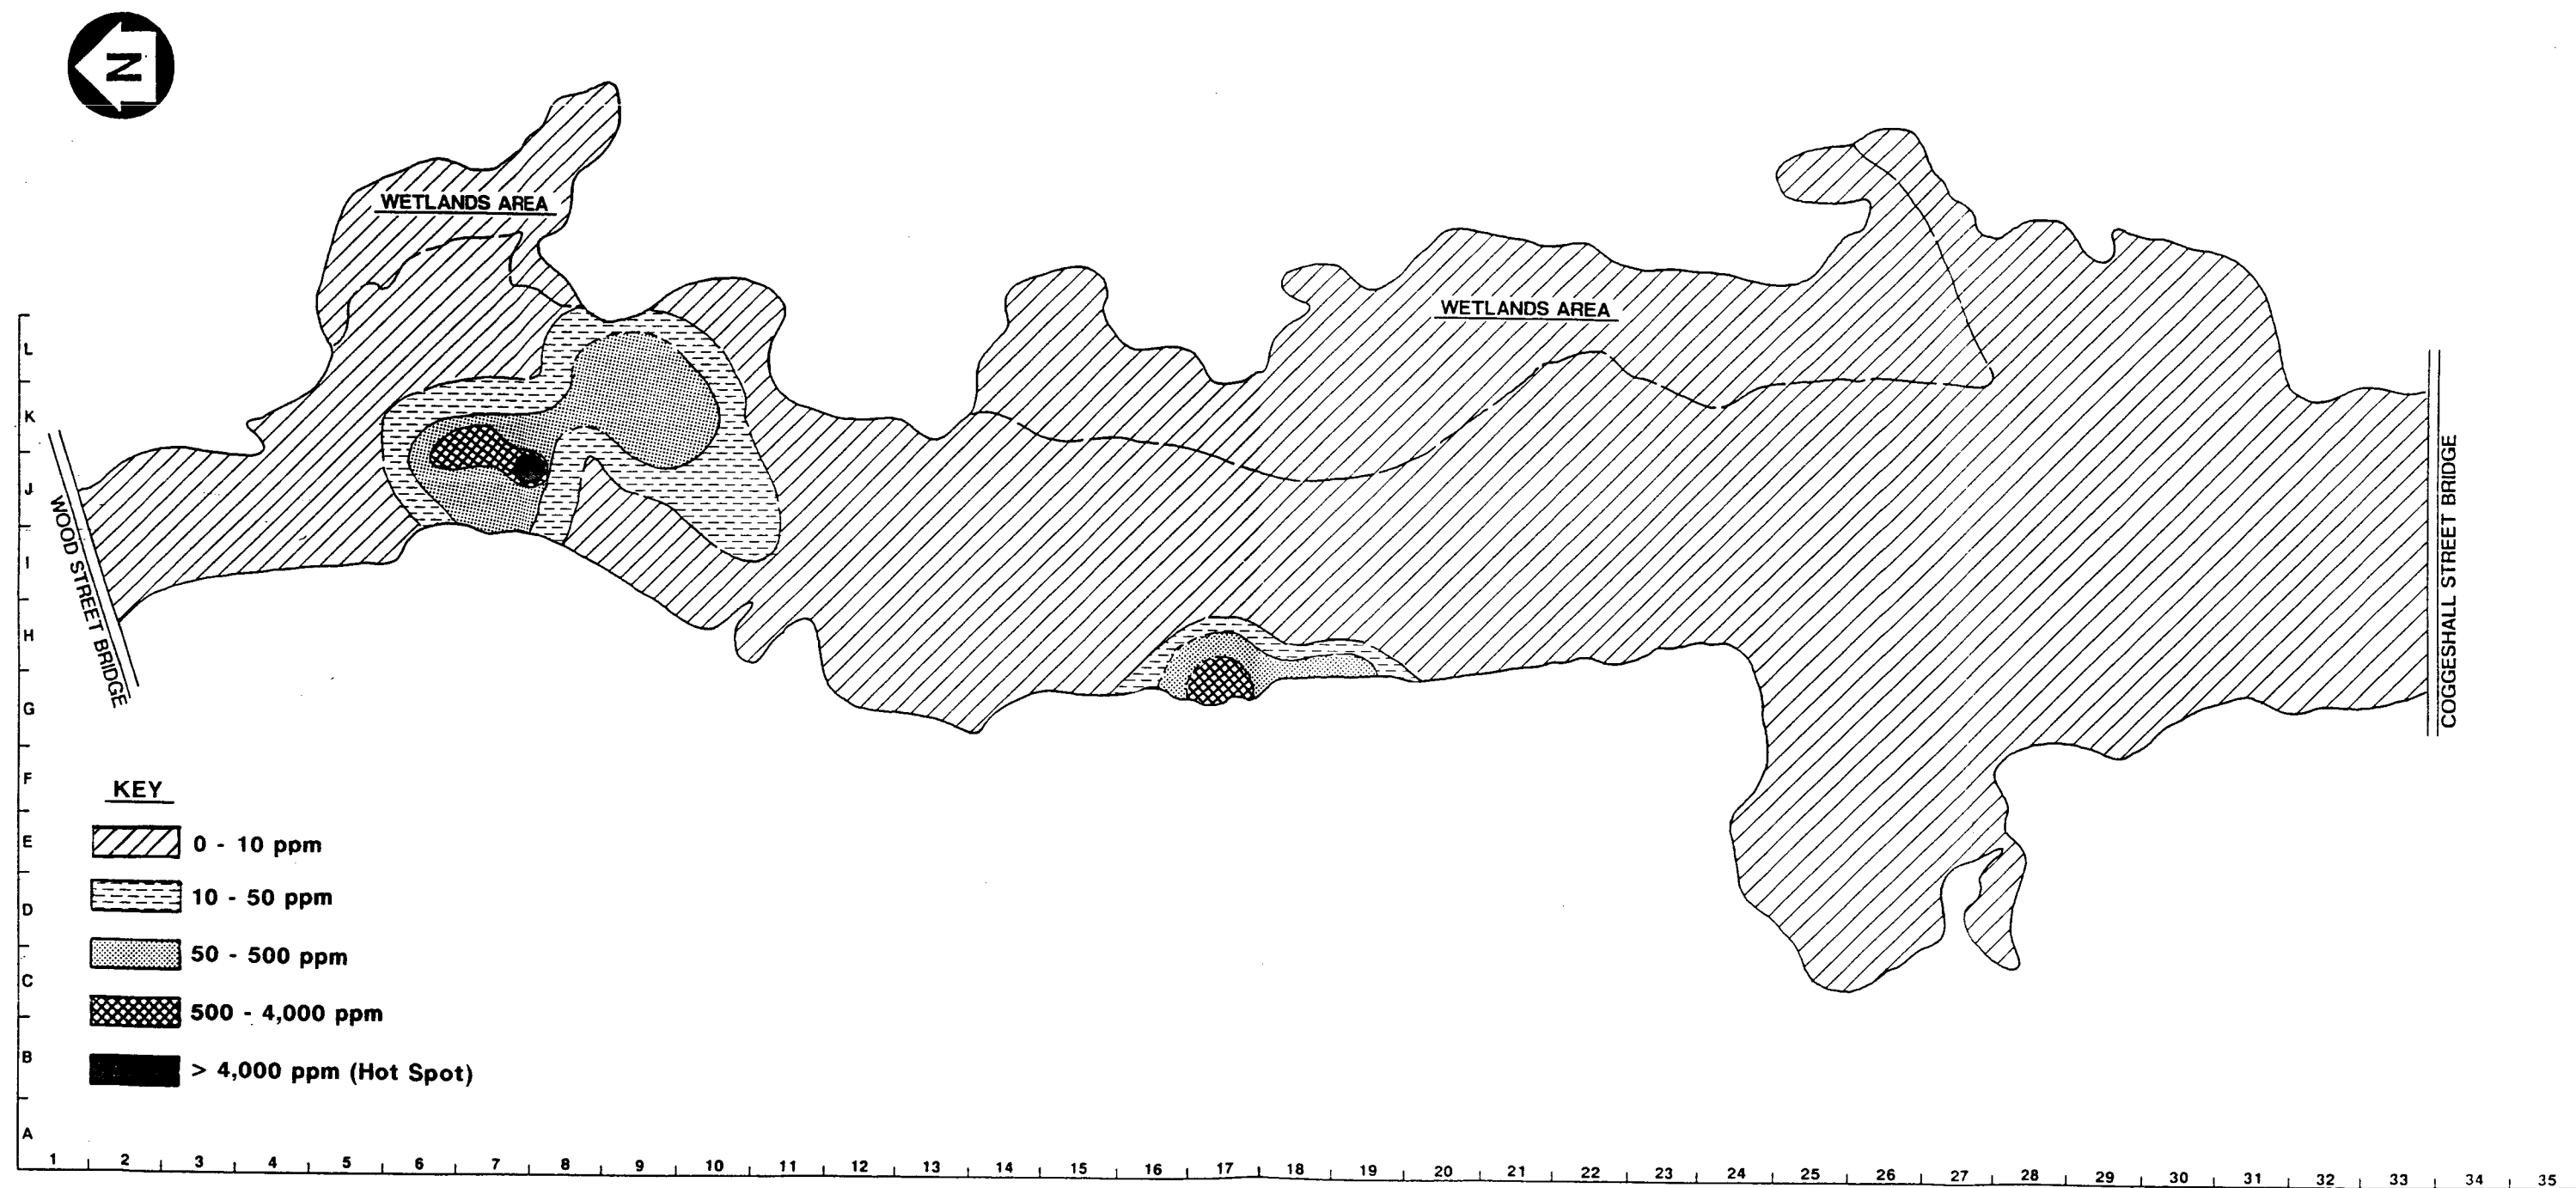 N
WETLANDS AREA
WETLANDS AREA
L
K
J
I
H
G
F
E
D
C
B
A
WOOD STREET BRIDGE
COGGESHALL STREET BRIDGE
KEY
0 - 10 ppm
10 - 50 ppm
50 - 500 ppm
500 - 4,000 ppm
> 4,000 ppm (Hot Spot)
1 2 3 4 5 6 7 8 9 10 11 12 13 14 15 16 17 18 19 20 21 22 23 24 25 26 27 28 29 30 31 32 33 34 35